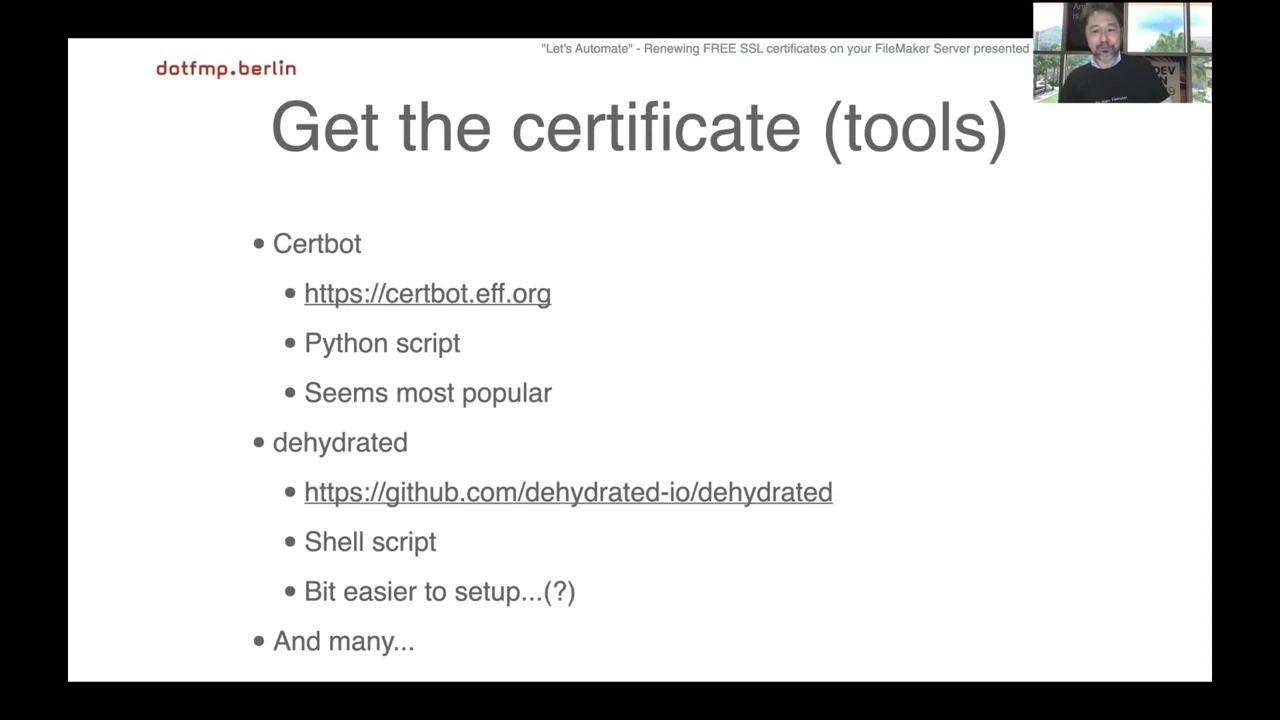 "Let's Automate" - Renewing FREE SSL certificates on your FileMaker Server presented
dotfmp.berlin
Get the certificate (tools)
• Certbot
• https://certbot.eff.org
• Python script
• Seems most popular
• dehydrated
• https://github.com/dehydrated-io/dehydrated
• Shell script
• Bit easier to setup...(?)
• And many...